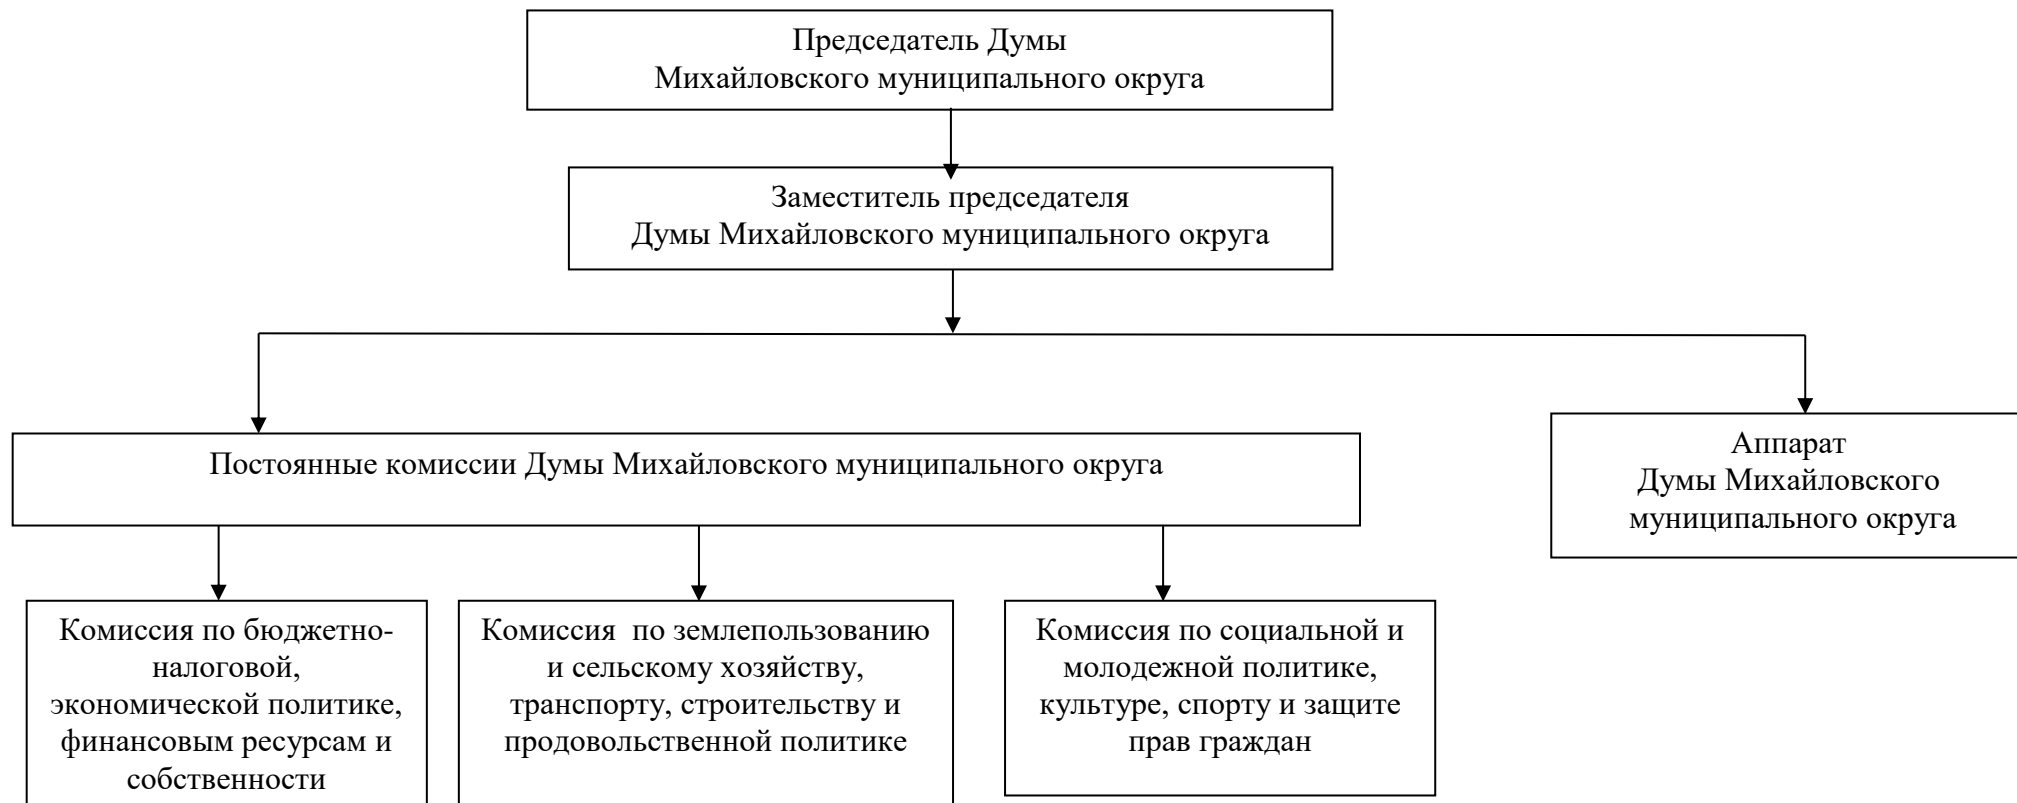 Председатель Думы
Михайловского муниципального округа
Заместитель председателя
Думы Михайловского муниципального округа
Постоянные комиссии Думы Михайловского муниципального округа
Аппарат
Думы Михайловского
муниципального округа
Комиссия по бюджетно-
налоговой,
экономической политике,
финансовым ресурсам и
собственности
Комиссия  по землепользованию
и сельскому хозяйству,
транспорту, строительству и
продовольственной политике
Комиссия по социальной и
молодежной политике,
культуре, спорту и защите
прав граждан